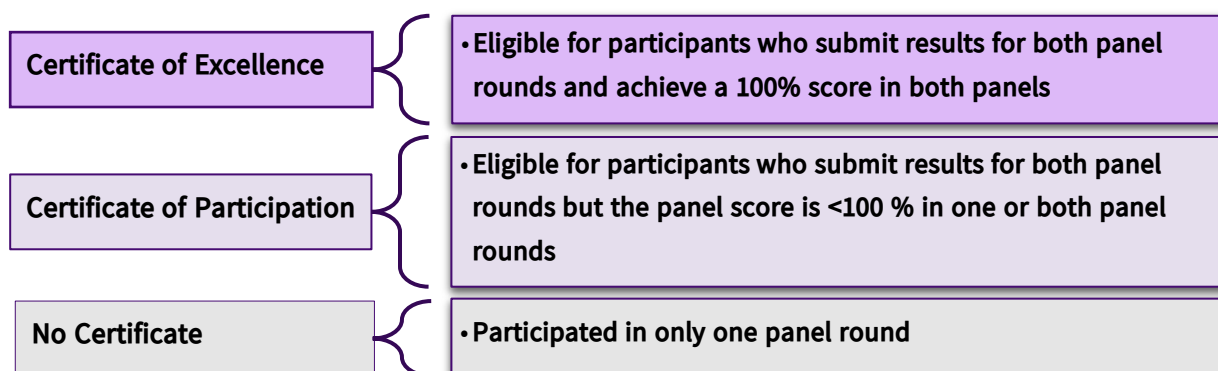 Certificate of Excellence
• Eligible for participants who submit results for both panel
rounds and achieve a 100% score in both panels
Certificate of Participation
• Eligible for participants who submit results for both panel
rounds but the panel score is <100 % in one or both panel
rounds
No Certificate
• Participated in only one panel round